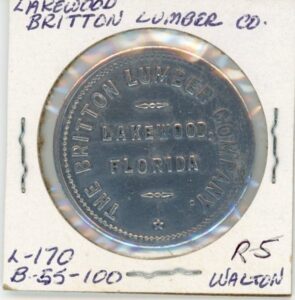 LAKEWOOD
BRITTON LUMBER CO.
THE BRITTON LUMBER COMPANY
LAKEWOOD,
FLORIDA
L-170
B-55-100
R-5
WALTON